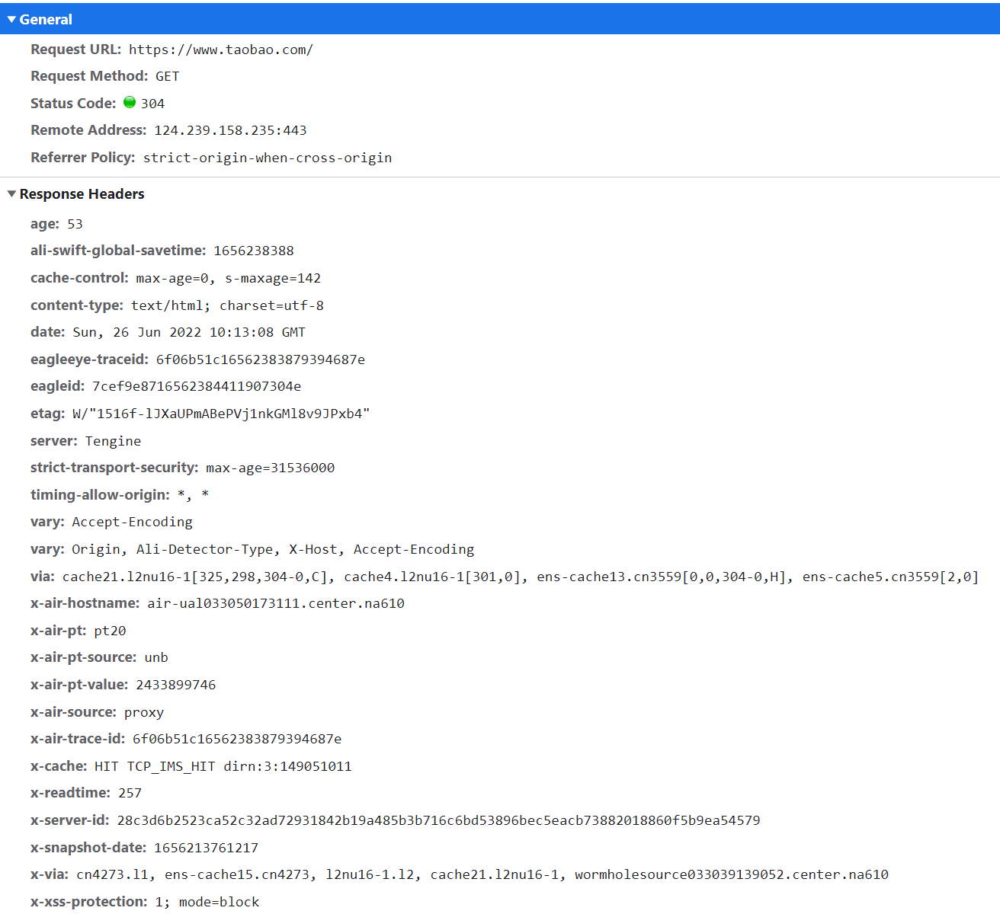 General
Request URL: https://www.taobao.com/
Request Method: GET
Status Code: 304
Remote Address: 124.239.158.235:443
Referrer Policy: strict-origin-when-cross-origin
Response Headers
age: 53
ali-swift-global-savetime: 1656238388
cache-control: max-age=0, s-maxage=142
content-type: text/html; charset=utf-8
date: Sun, 26 Jun 2022 10:13:08 GMT
eagleeye-traceid: 6f06b51c16562383879394687e
eagleid: 7cef9e8716562384411907304e
etag: W/"1516f-lJXaUPmABePVj1nkGMl8v9JPxb4"
server: Tengine
strict-transport-security: max-age=31536000
timing-allow-origin: *, *
vary: Accept-Encoding
vary: Origin, Ali-Detector-Type, X-Host, Accept-Encoding
via: cache21.l2nu16-1[325,298,304-0,C], cache4.l2nu16-1[301,0], ens-cache13.cn3559[0,0,304-0,H], ens-cache5.cn3559[2,0]
x-air-hostname: air-ual033050173111.center.na610
x-air-pt: pt20
x-air-pt-source: unb
x-air-pt-value: 2433899746
x-air-source: proxy
x-air-trace-id: 6f06b51c16562383879394687e
x-cache: HIT TCP_IMS_HIT dirn:3:149051011
x-readtime: 257
x-server-id: 28c3d6b2523ca52c32ad72931842b19a485b3b716c6bd53896bec5eacb73882018860f5b9ea54579
x-snapshot-date: 1656213761217
x-via: cn4273.l1, ens-cache15.cn4273, l2nu16-1.l2, cache21.l2nu16-1, wormholesource033039139052.center.na610
x-xss-protection: 1; mode=block